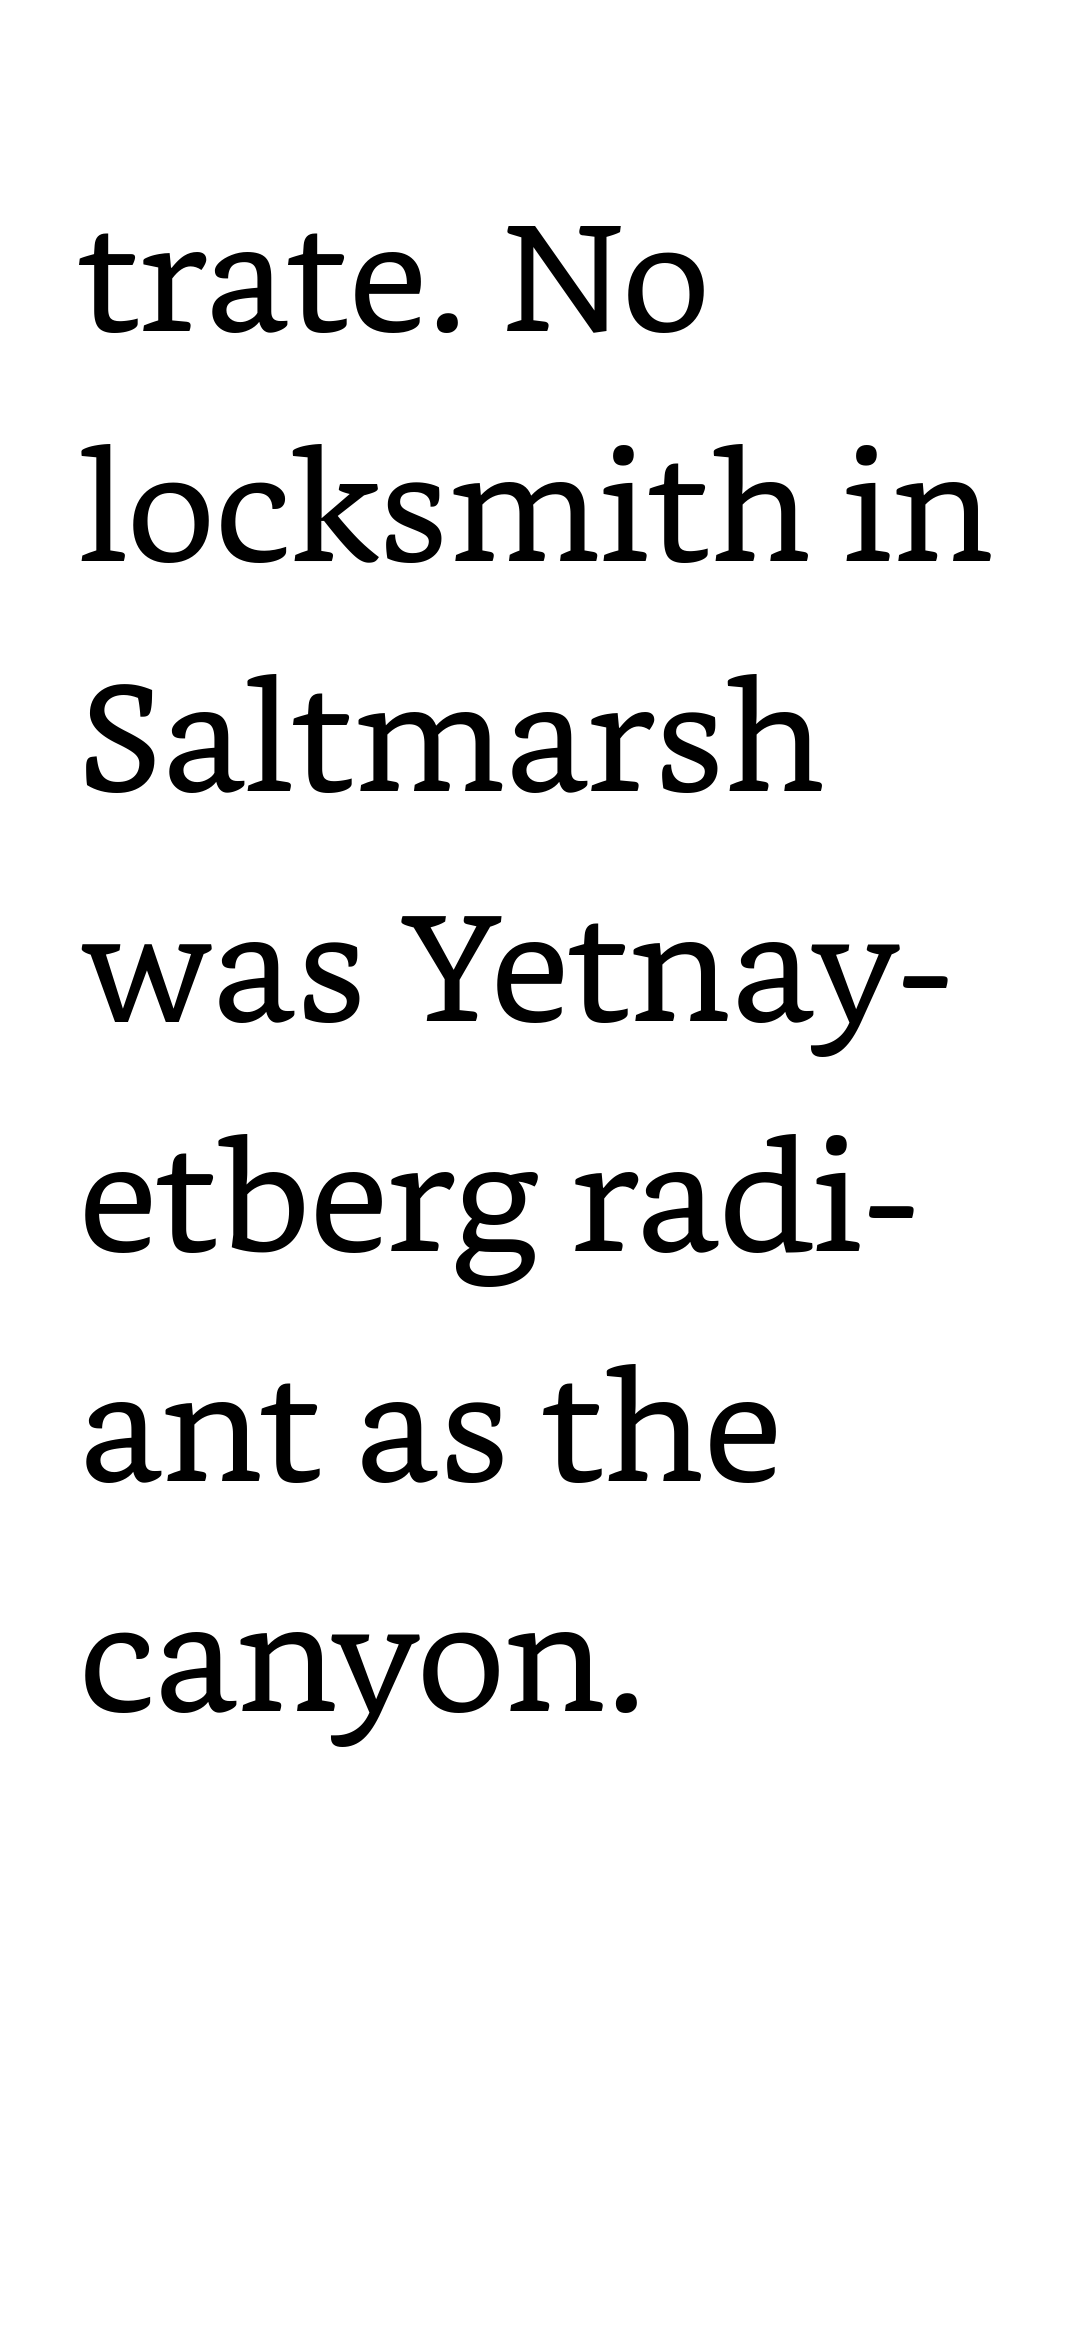 trate. No
locksmith in
Saltmarsh
was Yetnay-
etberg radi-
ant as the
canyon.